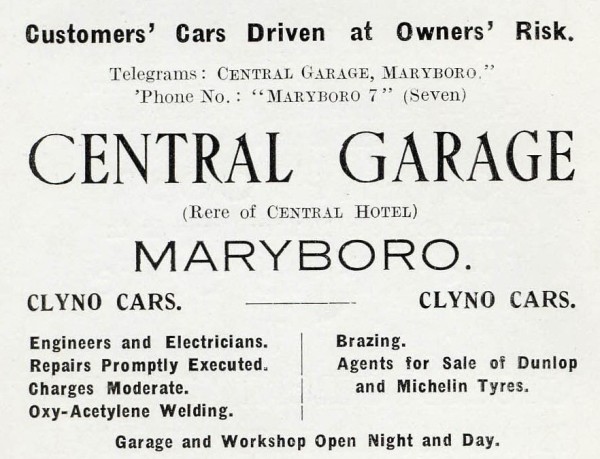 Customers' Cars Driven at Owners' Risk.
Telegrams: CENTRAL GARAGE, MARYBORO."
'Phone No.: "MARYBORO 7" (Seven)
CENTRAL GARAGE
(Rere of CENTRAL HOTEL)
MARYBORO.
CLYNO CARS. CLYNO CARS.
Engineers and Electricians.
Repairs Promptly Executed.
Charges Moderate.
Oxy-Acetylene Welding.
Brazing.
Agents for Sale of Dunlop
and Michelin Tyres.
Garage and Workshop Open Night and Day.